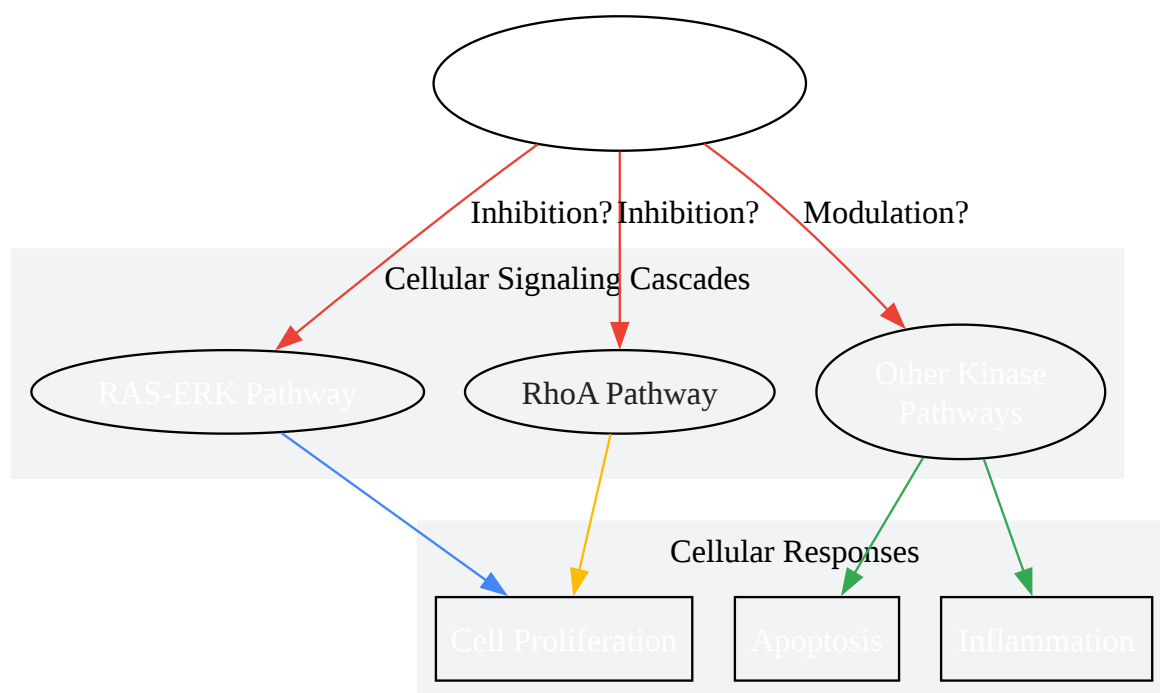 Inhibition? Inhibition? Modulation?
Cellular Signaling Cascades
RAS-ERK Pathway
RhoA Pathway
Other Kinase
Pathways
Cellular Responses
Cell Proliferation
Apoptosis
Inflammation